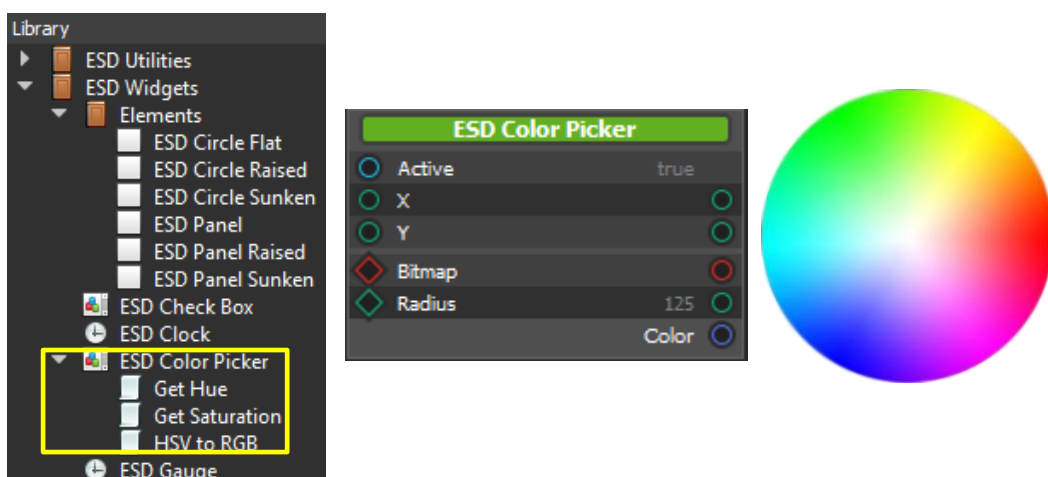 Library
ESD Utilities
ESD Widgets
Elements
ESD Circle Flat
ESD Circle Raised
ESD Circle Sunken
ESD Panel
ESD Panel Raised
ESD Panel Sunken
ESD Check Box
ESD Clock
ESD Color Picker
Get Hue
Get Saturation
HSV to RGB
ESD Gauge
ESD Color Picker
Active true
X
Y
Bitmap
Radius 125
Color